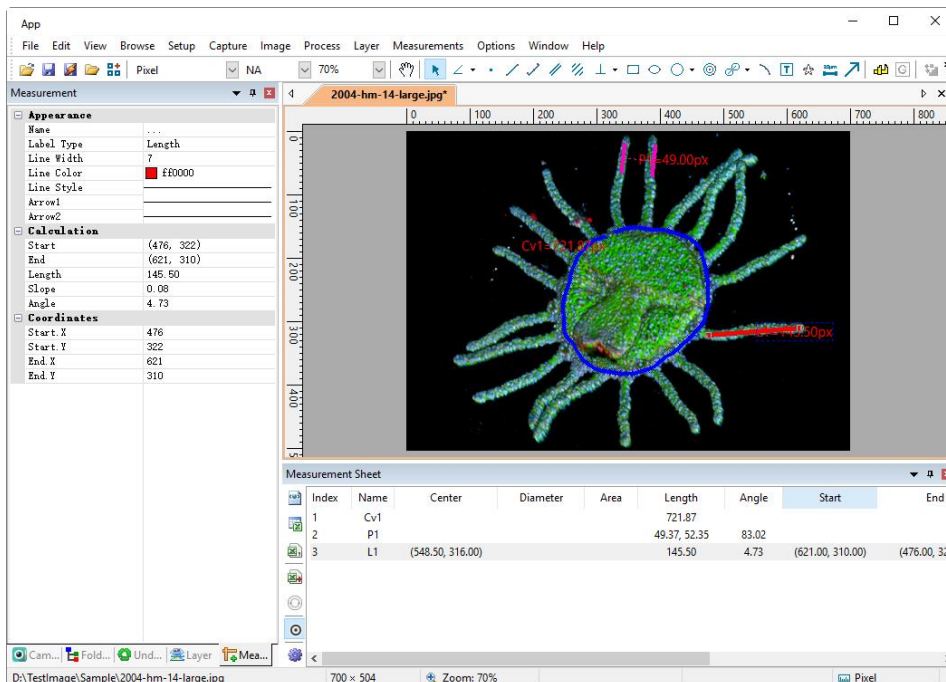 App
File Edit View Browse Setup Capture Image Process Layer Measurements Options Window Help
Pixel NA 70%
Measurement
2004-hm-14-large.jpg*
Appearance
Name ...
Label Type Length
Line Width 7
Line Color ff0000
Line Style
Arrow1
Arrow2
Calculation
Start (476, 322)
End (621, 310)
Length 145.50
Slope 0.08
Angle 4.73
Coordinates
Start.X 476
Start.Y 322
End.X 621
End.Y 310
0 100 200 300 400 500 600 700 800
0
100
200
300
400
P1=49.00px
Measurement Sheet
Index Name Center Diameter Area Length Angle Start End
1 Cv1 721.87
2 P1 49.37, 52.35 83.02
3 L1 (548.50, 316.00) 145.50 4.73 (621.00, 310.00) (476.00, 32
Cam... Fold... Und... Layer Mea...
D:\TestImage\Sample\2004-hm-14-large.jpg 700 × 504 Zoom: 70% Pixel